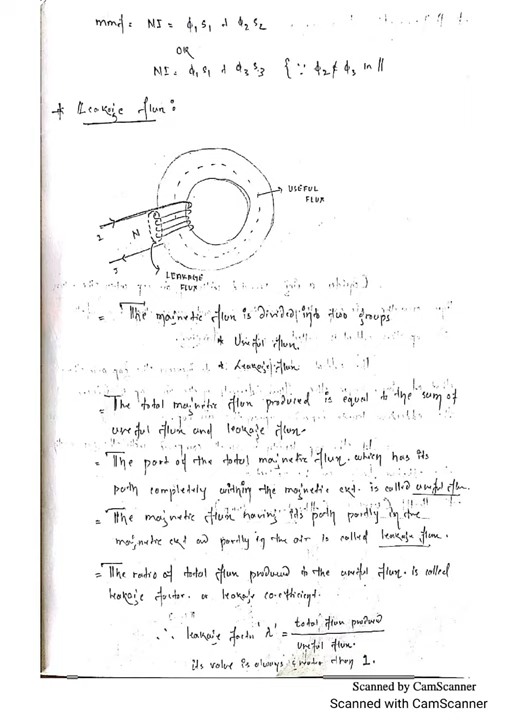 mmf = NI = ϕ₁s₁ + ϕ₂s₂
OR
NI = ϕ₁s₁ + ϕ₃s₃ { ∵ ϕ₂ & ϕ₃ in ||
* Leakage flux :
USEFUL
FLUX
N
LEAKAGE
FLUX
= The magnetic flux is divided into two groups
* Useful flux
* Leakage flux
= The total magnetic flux produced is equal to the sum of
useful flux and leakage flux.
= The part of the total magnetic flux which has its
path completely within the magnetic ckt. is called useful flux.
= The magnetic flux having its path partly in the
magnetic ckt and partly in the air is called leakage flux.
= The ratio of total flux produced to the useful flux. is called
leakage factor. or leakage co-efficient.
∴ leakage factor 'λ' = total flux produced
useful flux.
its value is always greater than 1.
Scanned by CamScanner
Scanned with CamScanner